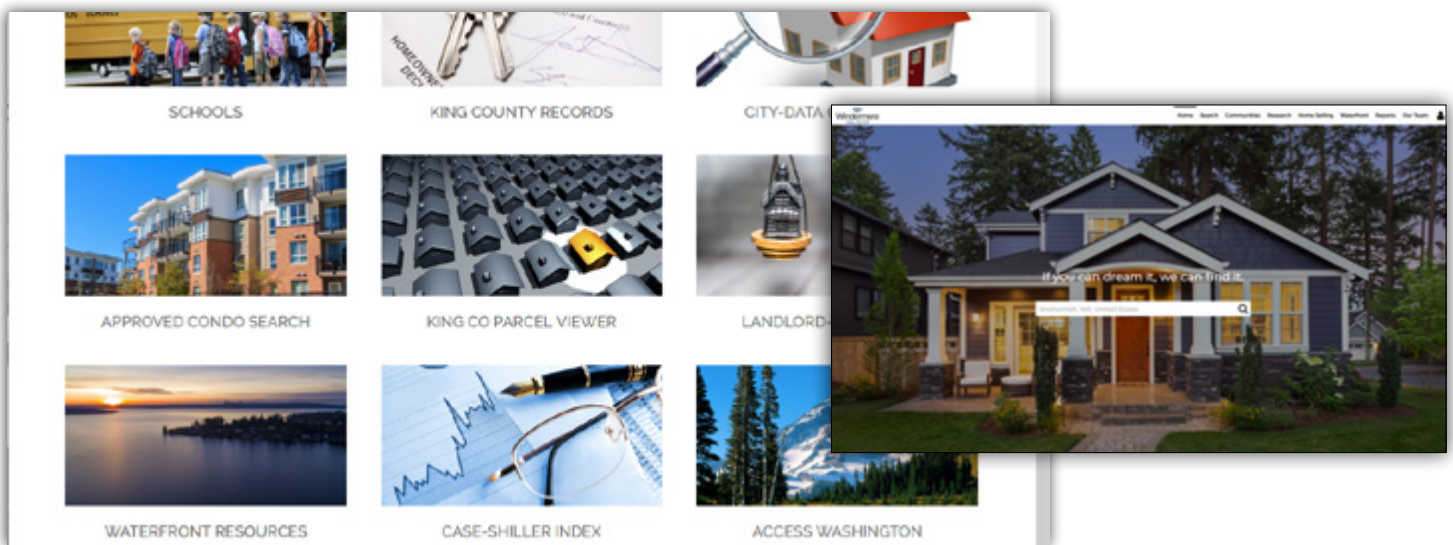 SCHOOLS
KING COUNTY RECORDS
CITY-DATA
HOMEOWNE
DECL
APPROVED CONDO SEARCH
KING CO PARCEL VIEWER
LANDLORD-
WATERFRONT RESOURCES
CASE-SHILLER INDEX
ACCESS WASHINGTON
Windermere
Home Search Communities Research Home Selling Waterfront Reports Our Team
If you can dream it, we can find it.